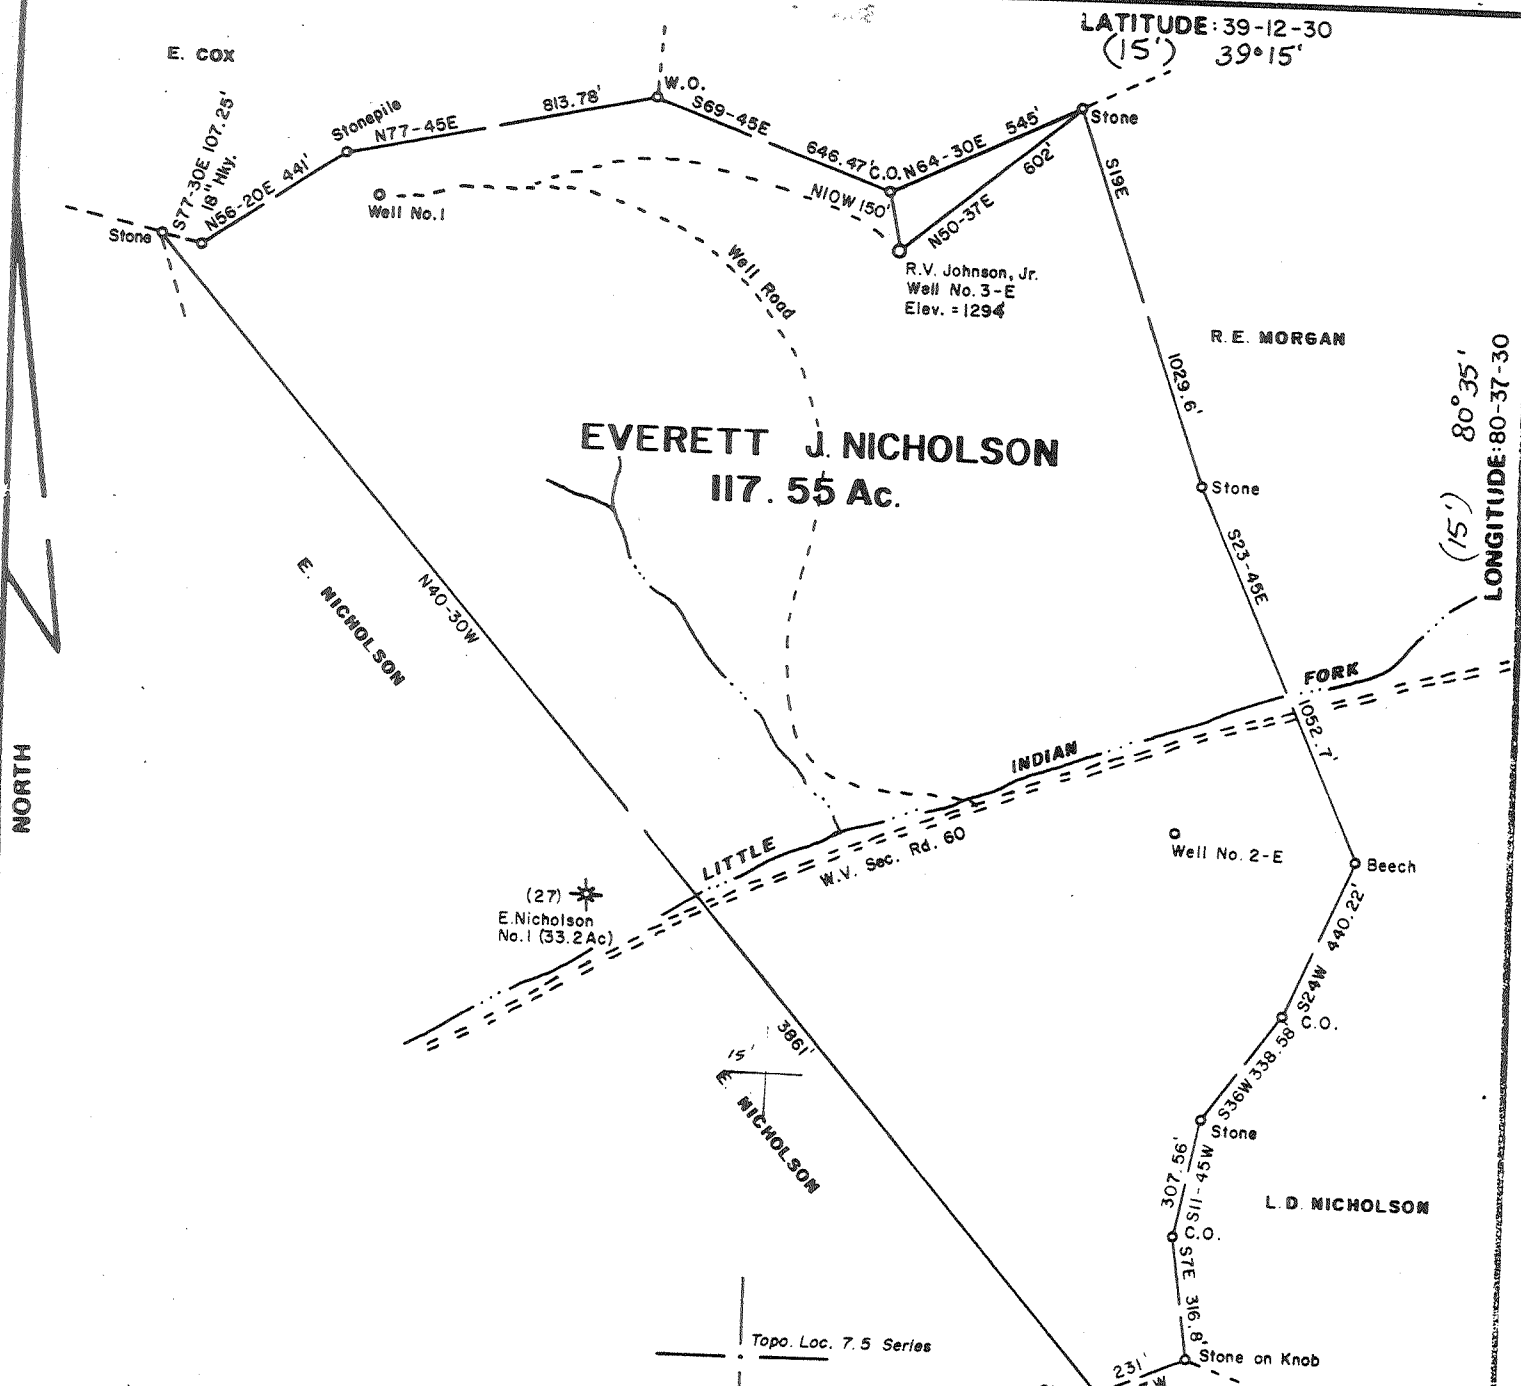 LATITUDE: 39-12-30
(15') 39°15'
E. COX
W.O.
813.78'
Stonepile
N77-45E
S69-45E
545'
Stone
S77-30E 107.25'
18" Hky.
N56-20E 441'
646.47'
C.O.
N64-30E
602'
S19E
Well No. 1
N10W 150'
N50-37E
Stone
Well Road
R.V. Johnson, Jr.
Well No. 3-E
Elev. = 1294
R.E. MORGAN
1029.6'
(15') 80°35'
LONGITUDE: 80-37-30
EVERETT J. NICHOLSON
117.55 Ac.
Stone
S23-45E
E. NICHOLSON
N40-30W
FORK
1052.7'
INDIAN
NORTH
LITTLE
W.V. Sec. Rd. 60
Well No. 2-E
Beech
(27)
E. Nicholson
No. 1 (33.2 Ac)
440.22'
S24W
C.O.
3861'
15'
E. NICHOLSON
338.58'
S36W
Stone
307.56'
S11-45W
L.D. NICHOLSON
C.O.
S7E 316.8'
Topo. Loc. 7.5 Series
Stone on Knob
231'
W